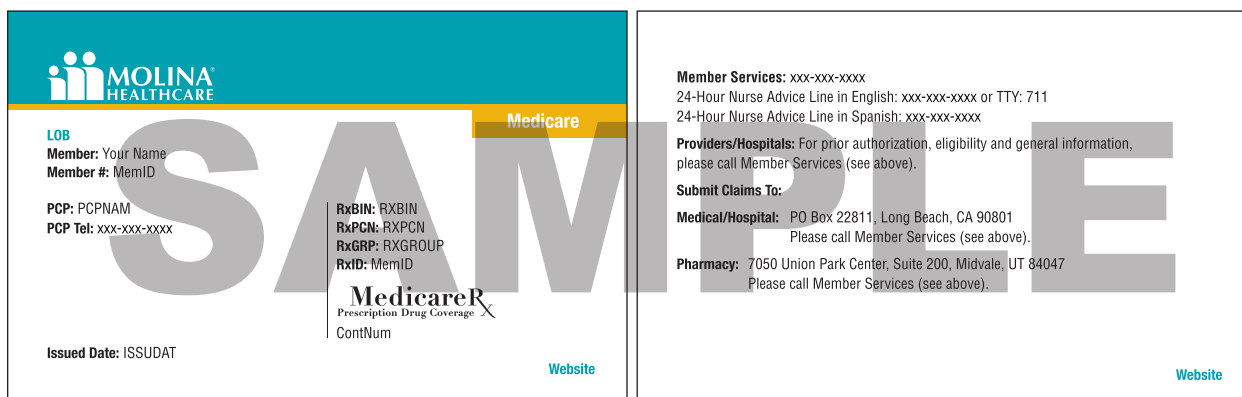 MOLINA®
HEALTHCARE
Medicare
LOB
Member: Your Name
Member #: MemID
PCP: PCPNAM
PCP Tel: xxx-xxx-xxxx
RxBIN: RXBIN
RxPCN: RXPCN
RxGRP: RXGROUP
RxID: MemID
MedicareRx
Prescription Drug Coverage
ContNum
Issued Date: ISSUDAT
Website
Member Services: xxx-xxx-xxxx
24-Hour Nurse Advice Line in English: xxx-xxx-xxxx or TTY: 711
24-Hour Nurse Advice Line in Spanish: xxx-xxx-xxxx
Providers/Hospitals: For prior authorization, eligibility and general information,
please call Member Services (see above).
Submit Claims To:
Medical/Hospital: PO Box 22811, Long Beach, CA 90801
Please call Member Services (see above).
Pharmacy: 7050 Union Park Center, Suite 200, Midvale, UT 84047
Please call Member Services (see above).
Website
SAMPLE